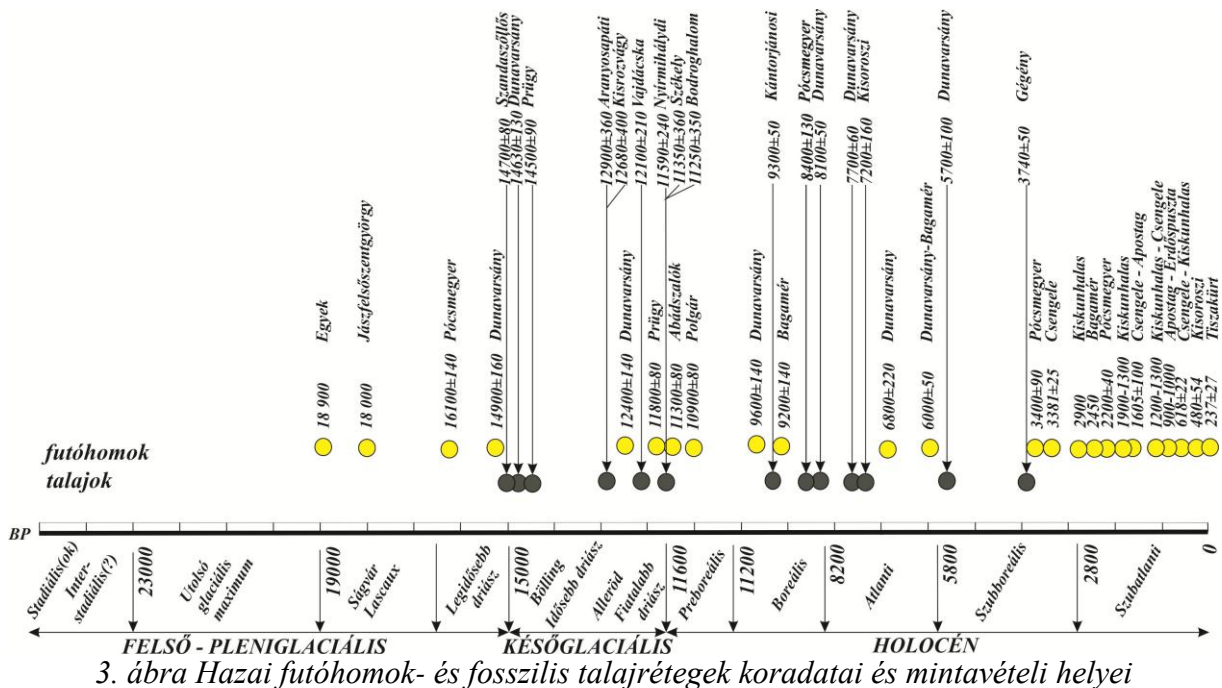 14700±80 Szandaszőllős
14630±130 Dunavarsány
14500±90 Prügy
12900±360 Aranyosapáti
12680±400 Kisrozvágy
12100±210 Vajdácska
11590±240 Nyírmihálydi
11350±360 Székely
11250±350 Bodroghalom
9300±50 Kántorjánosi
8400±130 Pócsmegyer
8100±50 Dunavarsány
7700±60 Dunavarsány
7200±160 Kisoroszi
5700±100 Dunavarsány
3740±50 Gégény
18 900 Egyek
18 000 Jászfelsőszentgyörgy
16100±140 Pócsmegyer
14900±160 Dunavarsány
12400±140 Dunavarsány
11800±80 Prügy
11300±80 Abádszalók
10900±80 Polgár
9600±140 Dunavarsány
9200±140 Bagamér
6800±220 Dunavarsány
6000±50 Dunavarsány-Bagamér
3400±90 Pócsmegyer
3381±25 Csengele
2900 Kiskunhalas
2450 Bagamér
2200±40 Pócsmegyer
1900-1300 Kiskunhalas
1605±100 Csengele - Apostag
1200-1300 Kiskunhalas - Csengele
900-1000 Apostag - Erdőspuszta
618±22 Csengele - Kiskunhalas
480±54 Kisoroszi
237±27 Tiszakürt
futóhomok
talajok
BP
Stadiális(ok)
Inter-
stadiális(?)
23000
Utolsó
glaciális
maximum
19000
Ságvár
Lascaux
Legidősebb
driász
15000
Bölling
Idősebb driász
Alleröd
Fiatalabb
driász
11600
Preboreális
11200
Boreális
8200
Atlanti
5800
Szubboreális
2800
Szubatlanti
0
FELSŐ - PLENIGLACIÁLIS
KÉSŐGLACIÁLIS
HOLOCÉN
3. ábra Hazai futóhomok- és fosszilis talajrétegek koradatai és mintavételi helyei